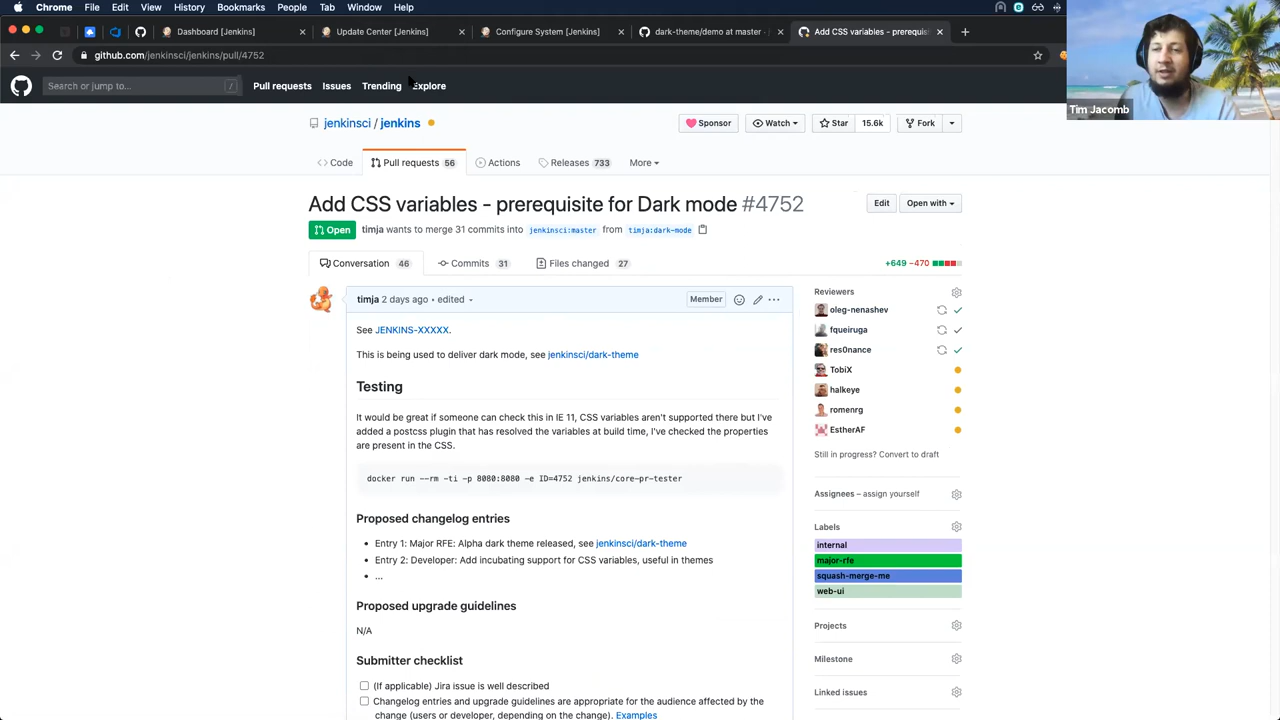 Chrome File Edit View History Bookmarks People Tab Window Help
Dashboard [Jenkins]
Update Center [Jenkins]
Configure System [Jenkins]
dark-theme/demo at master ·
Add CSS variables - prerequisit
github.com/jenkinsci/jenkins/pull/4752
Search or jump to...
/
Pull requests Issues Trending Explore
Tim Jacomb
jenkinsci / jenkins
Sponsor
Watch
Star 15.6k
Fork
Code
Pull requests 56
Actions
Releases 733
More
Add CSS variables - prerequisite for Dark mode #4752
Edit
Open with
Open
timja wants to merge 31 commits into jenkinsci:master from timja:dark-mode
Conversation 46
Commits 31
Files changed 27
+649 −470
timja 2 days ago • edited
Member
See JENKINS-XXXXX.
This is being used to deliver dark mode, see jenkinsci/dark-theme
Testing
It would be great if someone can check this in IE 11, CSS variables aren't supported there but I've
added a postcss plugin that has resolved the variables at build time, I've checked the properties
are present in the CSS.
docker run --rm -ti -p 8080:8080 -e ID=4752 jenkins/core-pr-tester
Proposed changelog entries
• Entry 1: Major RFE: Alpha dark theme released, see jenkinsci/dark-theme
• Entry 2: Developer: Add incubating support for CSS variables, useful in themes
• ...
Proposed upgrade guidelines
N/A
Submitter checklist
(If applicable) Jira issue is well described
Changelog entries and upgrade guidelines are appropriate for the audience affected by the
change (users or developer, depending on the change). Examples
Reviewers
oleg-nenashev
fqueiruga
res0nance
TobiX
halkeye
romenrg
EstherAF
Still in progress? Convert to draft
Assignees – assign yourself
Labels
internal
major-rfe
squash-merge-me
web-ui
Projects
Milestone
Linked issues